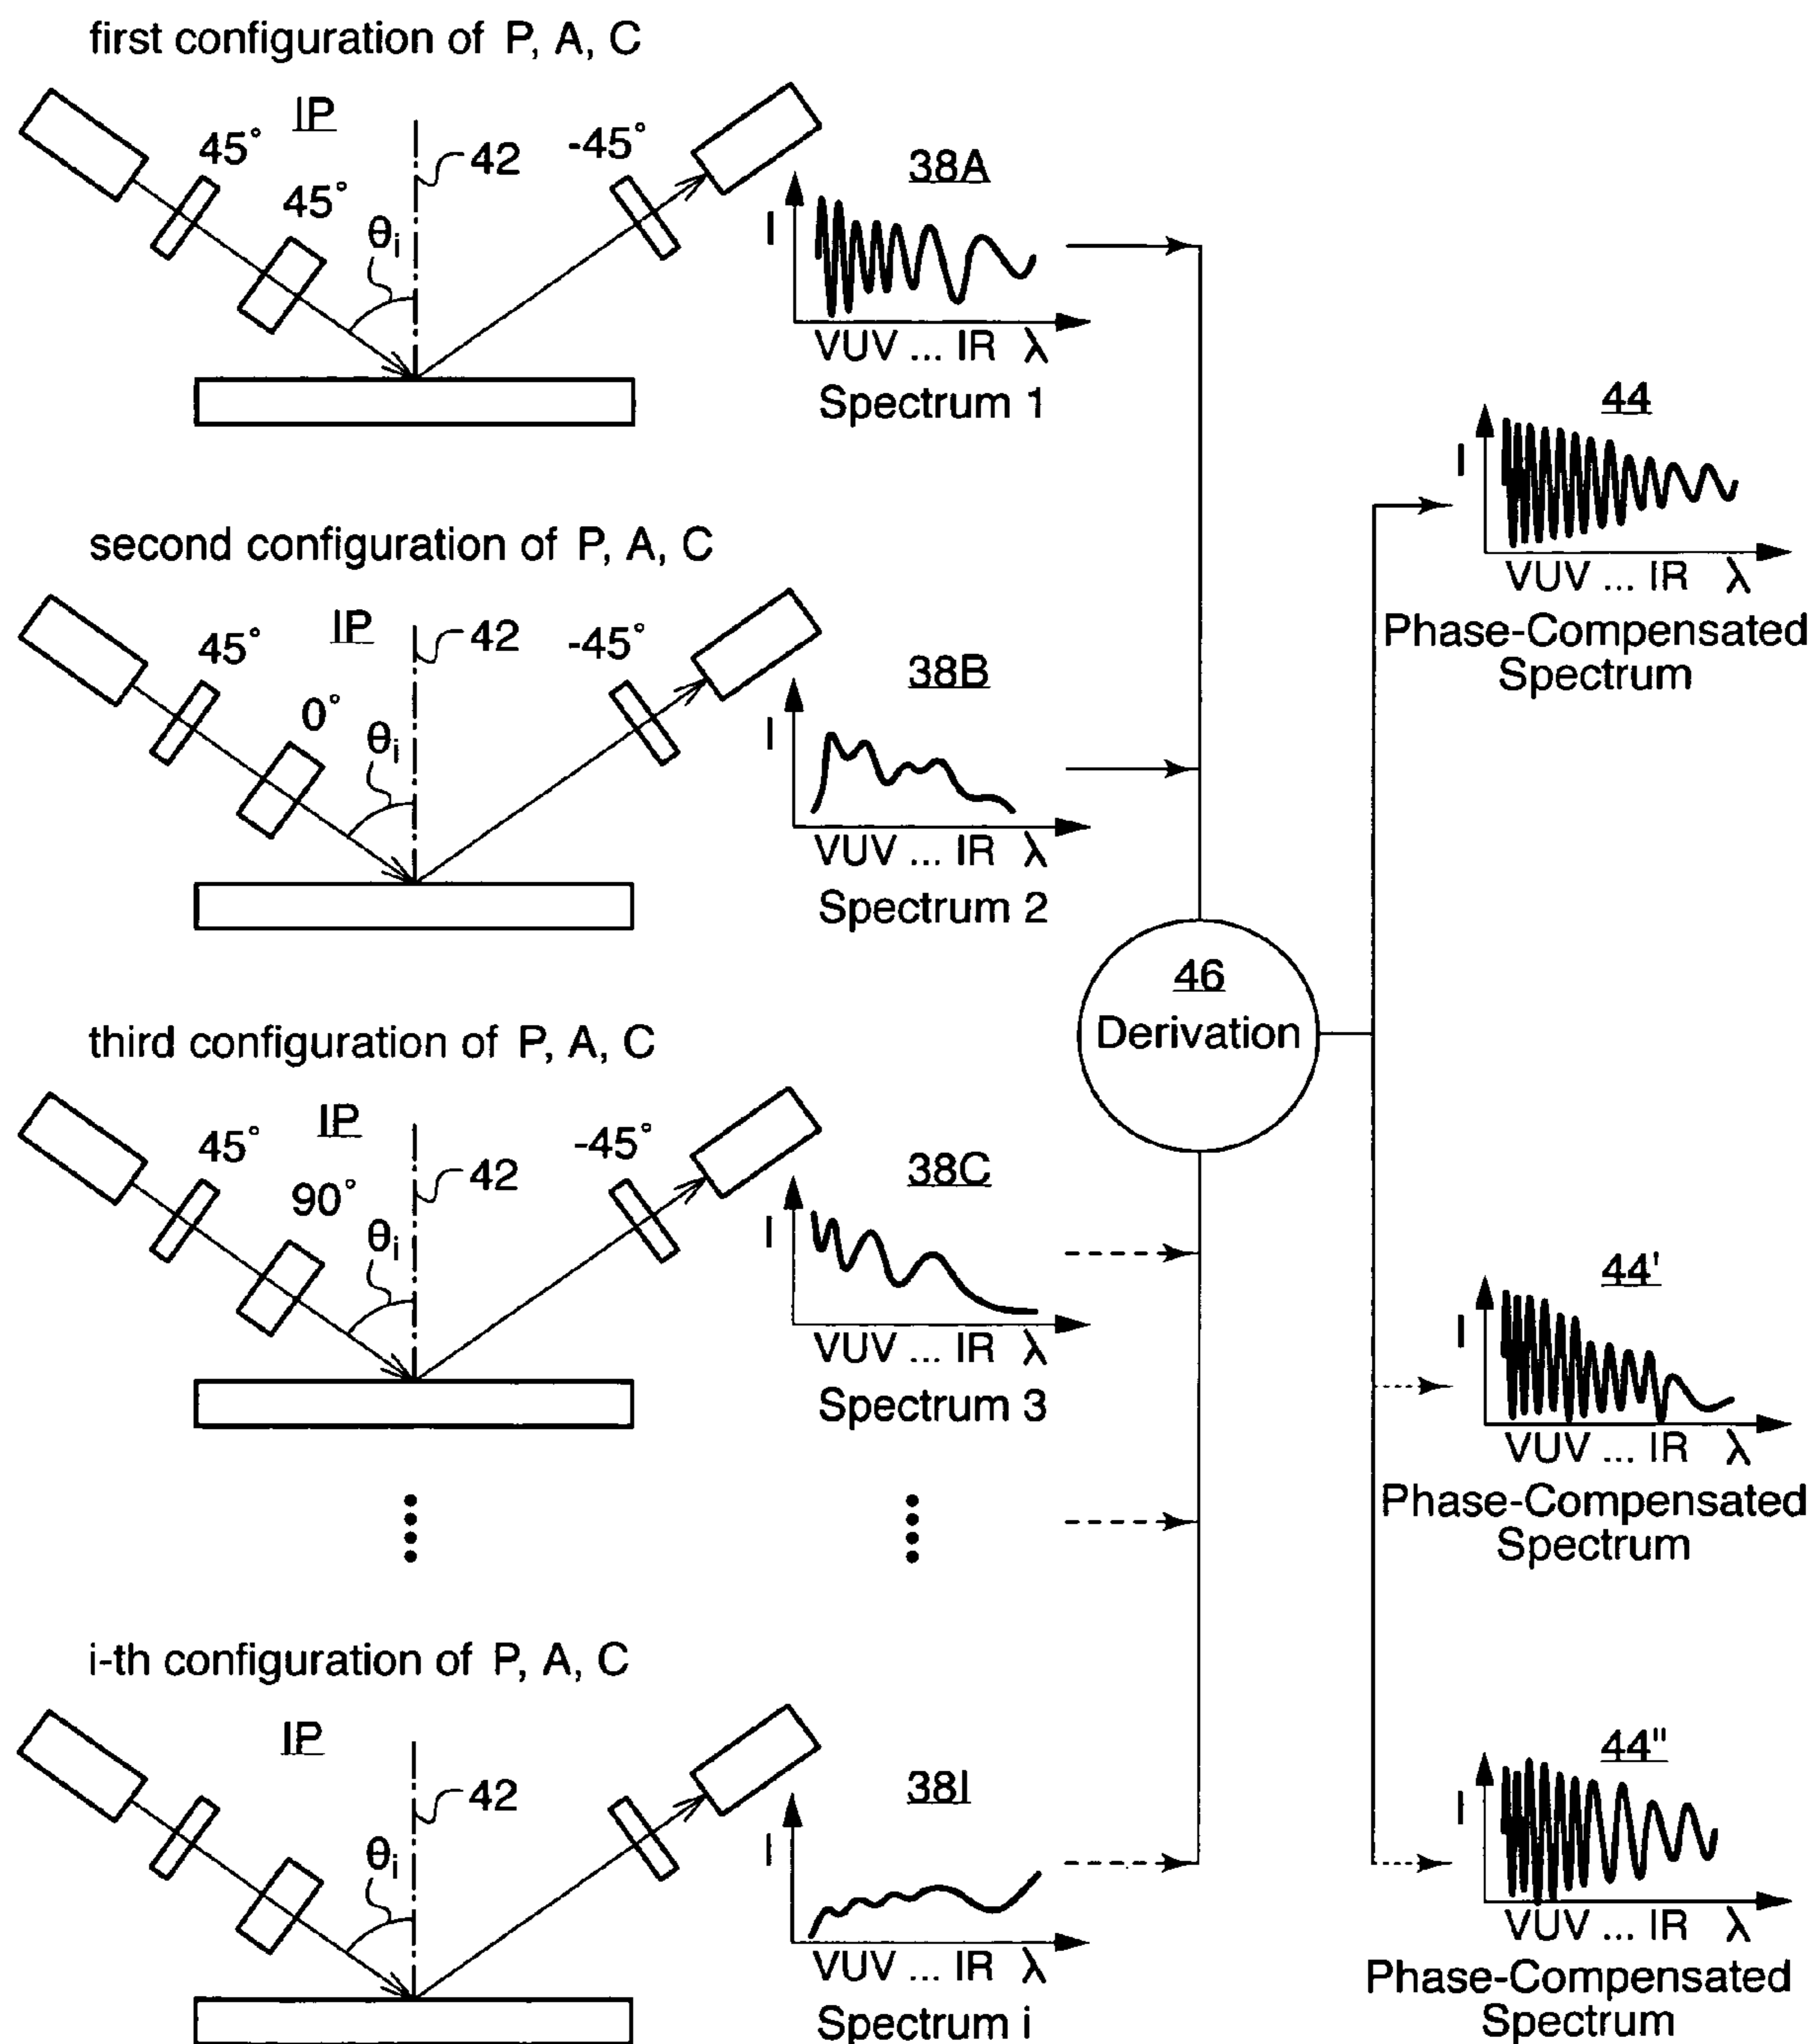 first configuration of P, A, C
IP
45°
45°
θi
42
-45°
38A
I
VUV ... IR λ
Spectrum 1
second configuration of P, A, C
IP
45°
0°
θi
42
-45°
38B
I
VUV ... IR λ
Spectrum 2
third configuration of P, A, C
IP
45°
90°
θi
42
-45°
38C
I
VUV ... IR λ
Spectrum 3
i-th configuration of P, A, C
IP
θi
42
38I
I
VUV ... IR λ
Spectrum i
46
Derivation
44
I
VUV ... IR λ
Phase-Compensated
Spectrum
44'
I
VUV ... IR λ
Phase-Compensated
Spectrum
44"
I
VUV ... IR λ
Phase-Compensated
Spectrum